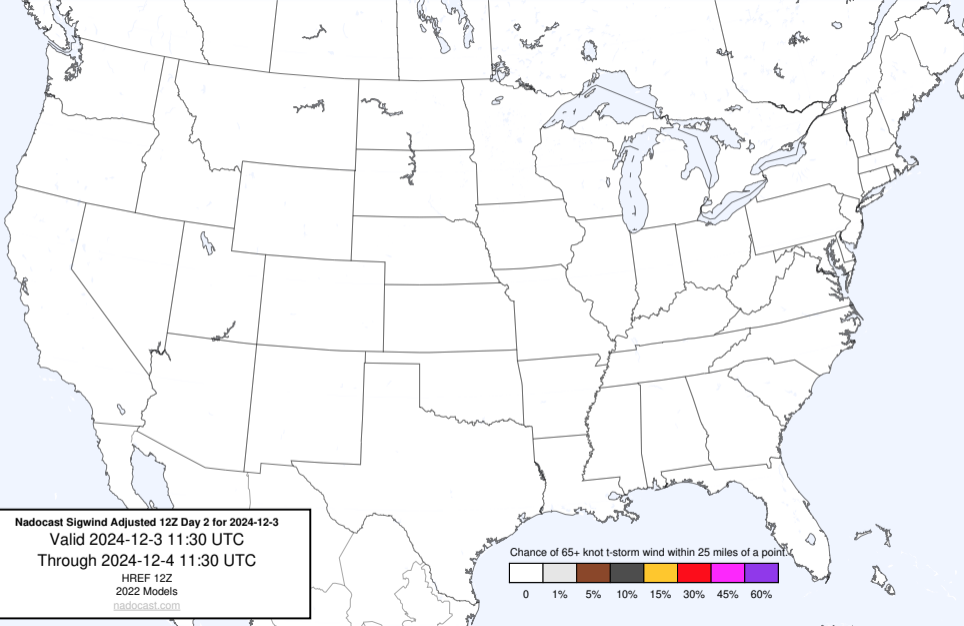 Nadocast Sigwind Adjusted 12Z Day 2 for 2024-12-3
Valid 2024-12-3 11:30 UTC
Through 2024-12-4 11:30 UTC
HREF 12Z
2022 Models
nadocast.com
Chance of 65+ knot t-storm wind within 25 miles of a point.
0 1% 5% 10% 15% 30% 45% 60%